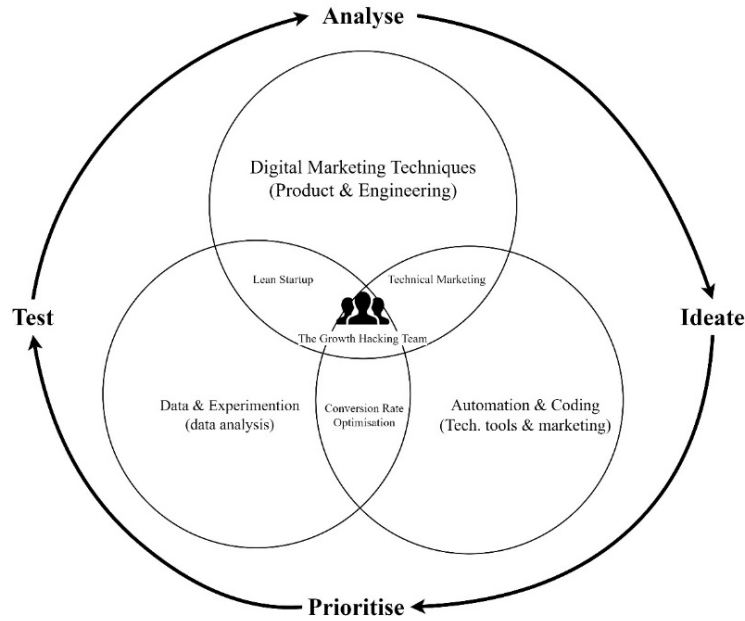 Analyse
Digital Marketing Techniques
(Product & Engineering)
Lean Startup
Technical Marketing
Test
Ideate
The Growth Hacking Team
Data & Experimention
(data analysis)
Conversion Rate
Optimisation
Automation & Coding
(Tech. tools & marketing)
Prioritise